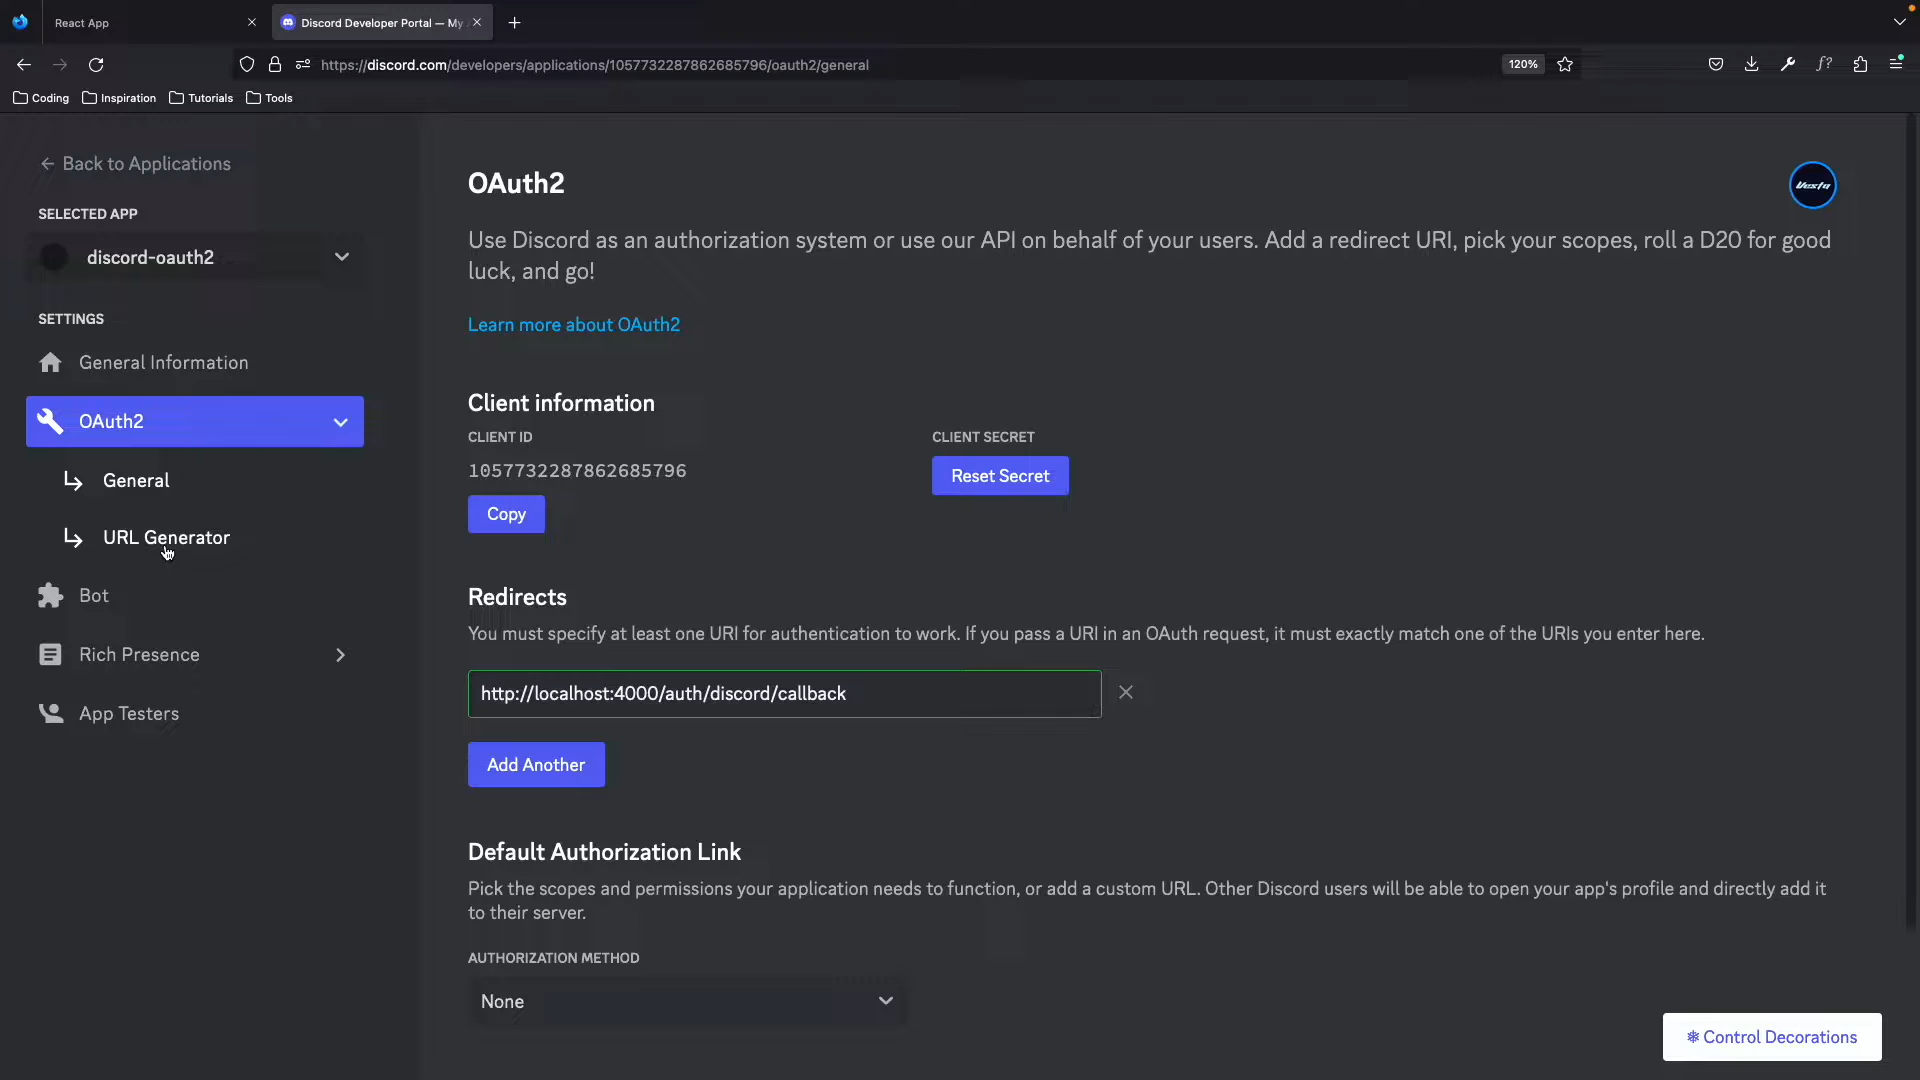 React App
Discord Developer Portal — My
https://discord.com/developers/applications/1057732287862685796/oauth2/general
120%
Coding
Inspiration
Tutorials
Tools
Back to Applications
SELECTED APP
discord-oauth2
SETTINGS
General Information
OAuth2
General
URL Generator
Bot
Rich Presence
App Testers
OAuth2
Vexta
Use Discord as an authorization system or use our API on behalf of your users. Add a redirect URI, pick your scopes, roll a D20 for good
luck, and go!
Learn more about OAuth2
Client information
CLIENT ID
1057732287862685796
Copy
CLIENT SECRET
Reset Secret
Redirects
You must specify at least one URI for authentication to work. If you pass a URI in an OAuth request, it must exactly match one of the URIs you enter here.
http://localhost:4000/auth/discord/callback
Add Another
Default Authorization Link
Pick the scopes and permissions your application needs to function, or add a custom URL. Other Discord users will be able to open your app's profile and directly add it
to their server.
AUTHORIZATION METHOD
None
Control Decorations